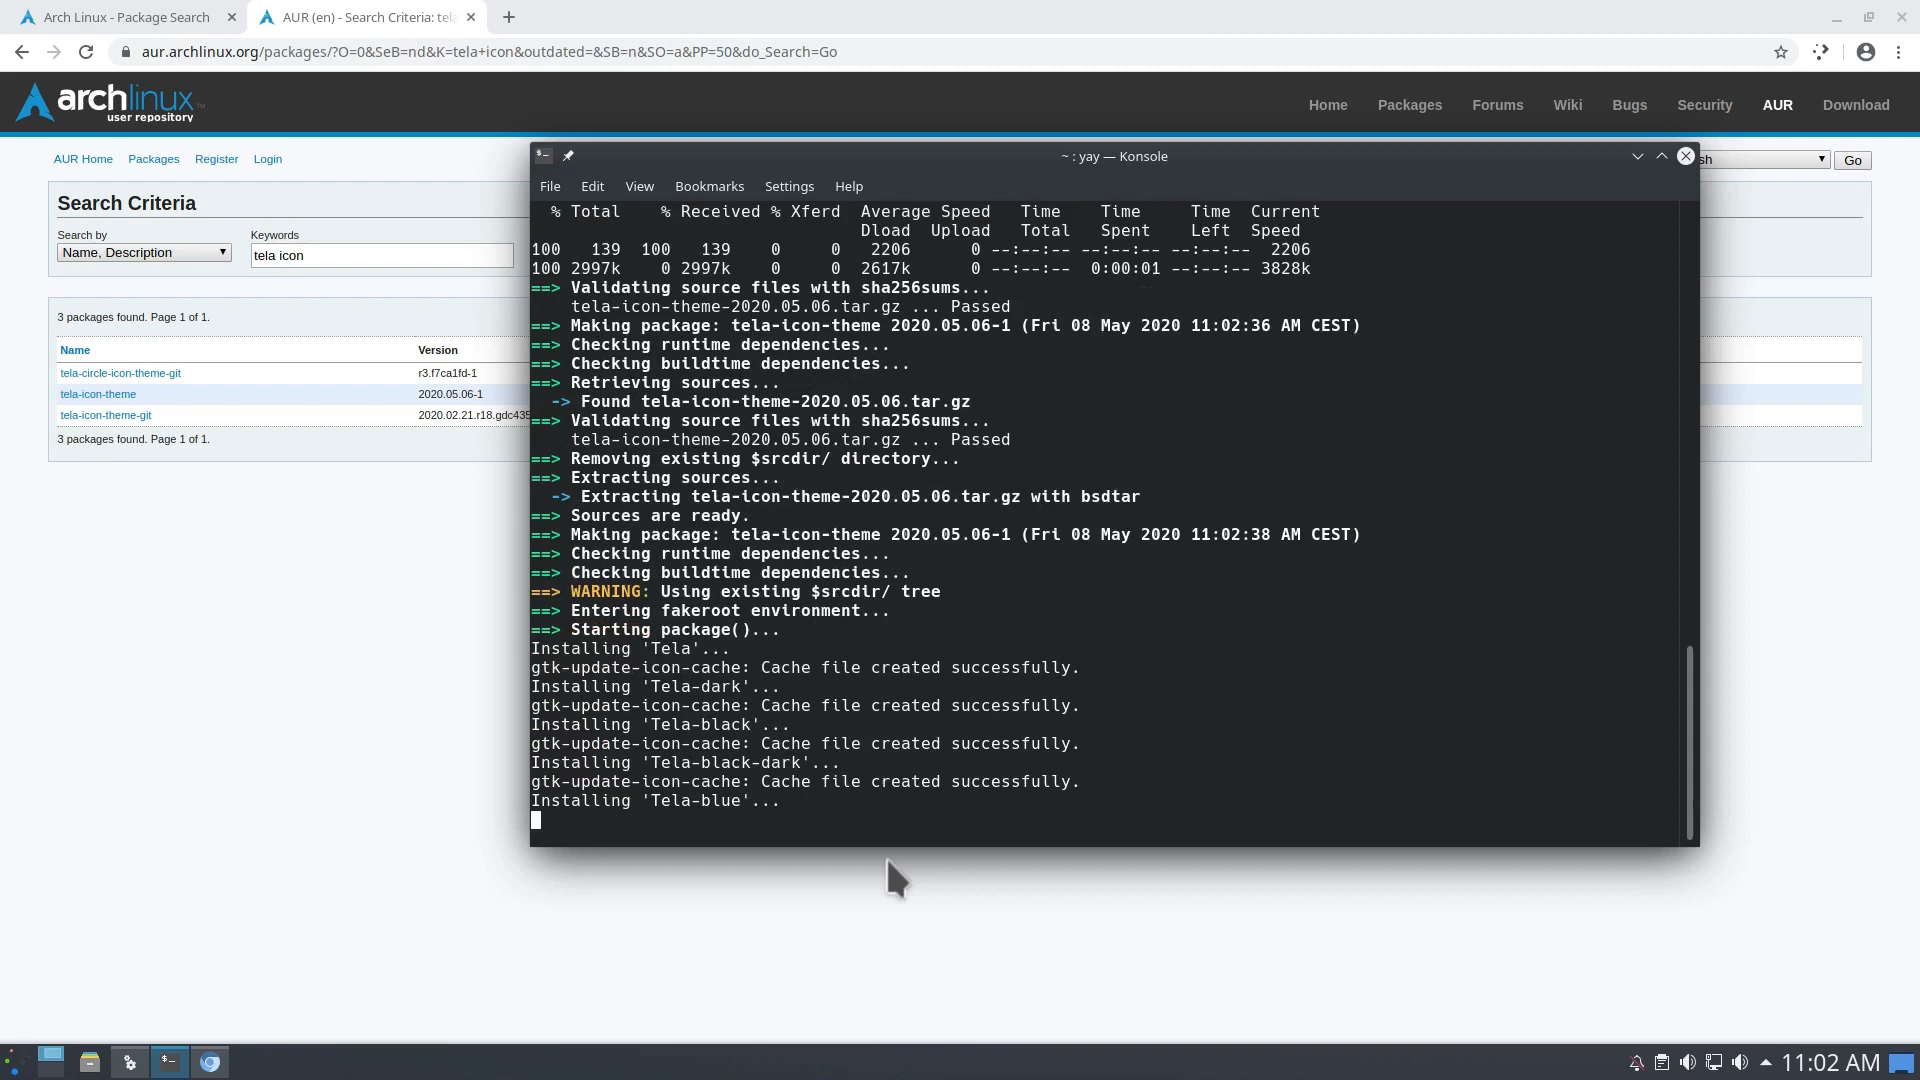 Arch Linux - Package Search
AUR (en) - Search Criteria: tela
aur.archlinux.org/packages/?O=0&SeB=nd&K=tela+icon&outdated=&SB=n&SO=a&PP=50&do_Search=Go
archlinux
TM
user repository
Home Packages Forums Wiki Bugs Security AUR Download
AUR Home Packages Register Login
sh
Go
Search Criteria
Search by
Keywords
Name, Description
tela icon
3 packages found. Page 1 of 1.
Name Version
tela-circle-icon-theme-git r3.f7ca1fd-1
tela-icon-theme 2020.05.06-1
tela-icon-theme-git 2020.02.21.r18.gdc435
3 packages found. Page 1 of 1.
~ : yay — Konsole
File Edit View Bookmarks Settings Help
  % Total    % Received % Xferd  Average Speed   Time    Time     Time  Current
                                 Dload  Upload   Total   Spent    Left  Speed
100   139  100   139    0     0   2206      0 --:--:-- --:--:-- --:--:--  2206
100 2997k    0 2997k    0     0  2617k      0 --:--:--  0:00:01 --:--:-- 3828k
==> Validating source files with sha256sums...
    tela-icon-theme-2020.05.06.tar.gz ... Passed
==> Making package: tela-icon-theme 2020.05.06-1 (Fri 08 May 2020 11:02:36 AM CEST)
==> Checking runtime dependencies...
==> Checking buildtime dependencies...
==> Retrieving sources...
  -> Found tela-icon-theme-2020.05.06.tar.gz
==> Validating source files with sha256sums...
    tela-icon-theme-2020.05.06.tar.gz ... Passed
==> Removing existing $srcdir/ directory...
==> Extracting sources...
  -> Extracting tela-icon-theme-2020.05.06.tar.gz with bsdtar
==> Sources are ready.
==> Making package: tela-icon-theme 2020.05.06-1 (Fri 08 May 2020 11:02:38 AM CEST)
==> Checking runtime dependencies...
==> Checking buildtime dependencies...
==> WARNING: Using existing $srcdir/ tree
==> Entering fakeroot environment...
==> Starting package()...
Installing 'Tela'...
gtk-update-icon-cache: Cache file created successfully.
Installing 'Tela-dark'...
gtk-update-icon-cache: Cache file created successfully.
Installing 'Tela-black'...
gtk-update-icon-cache: Cache file created successfully.
Installing 'Tela-black-dark'...
gtk-update-icon-cache: Cache file created successfully.
Installing 'Tela-blue'...
11:02 AM